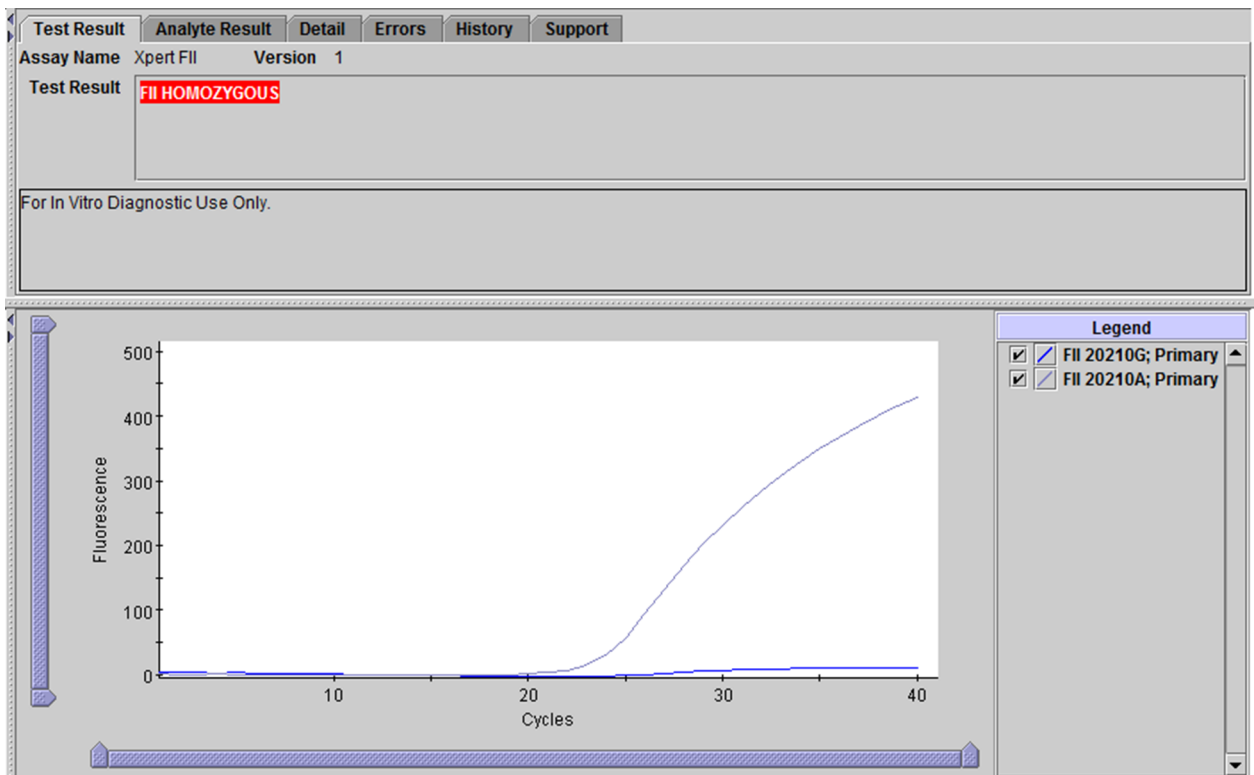 Test Result Analyte Result Detail Errors History Support
Assay Name Xpert FII Version 1
Test Result FII HOMOZYGOUS
For In Vitro Diagnostic Use Only.
Legend
FII 20210G; Primary
FII 20210A; Primary
500
400
300
200
100
0
Fluorescence
10 20 30 40
Cycles